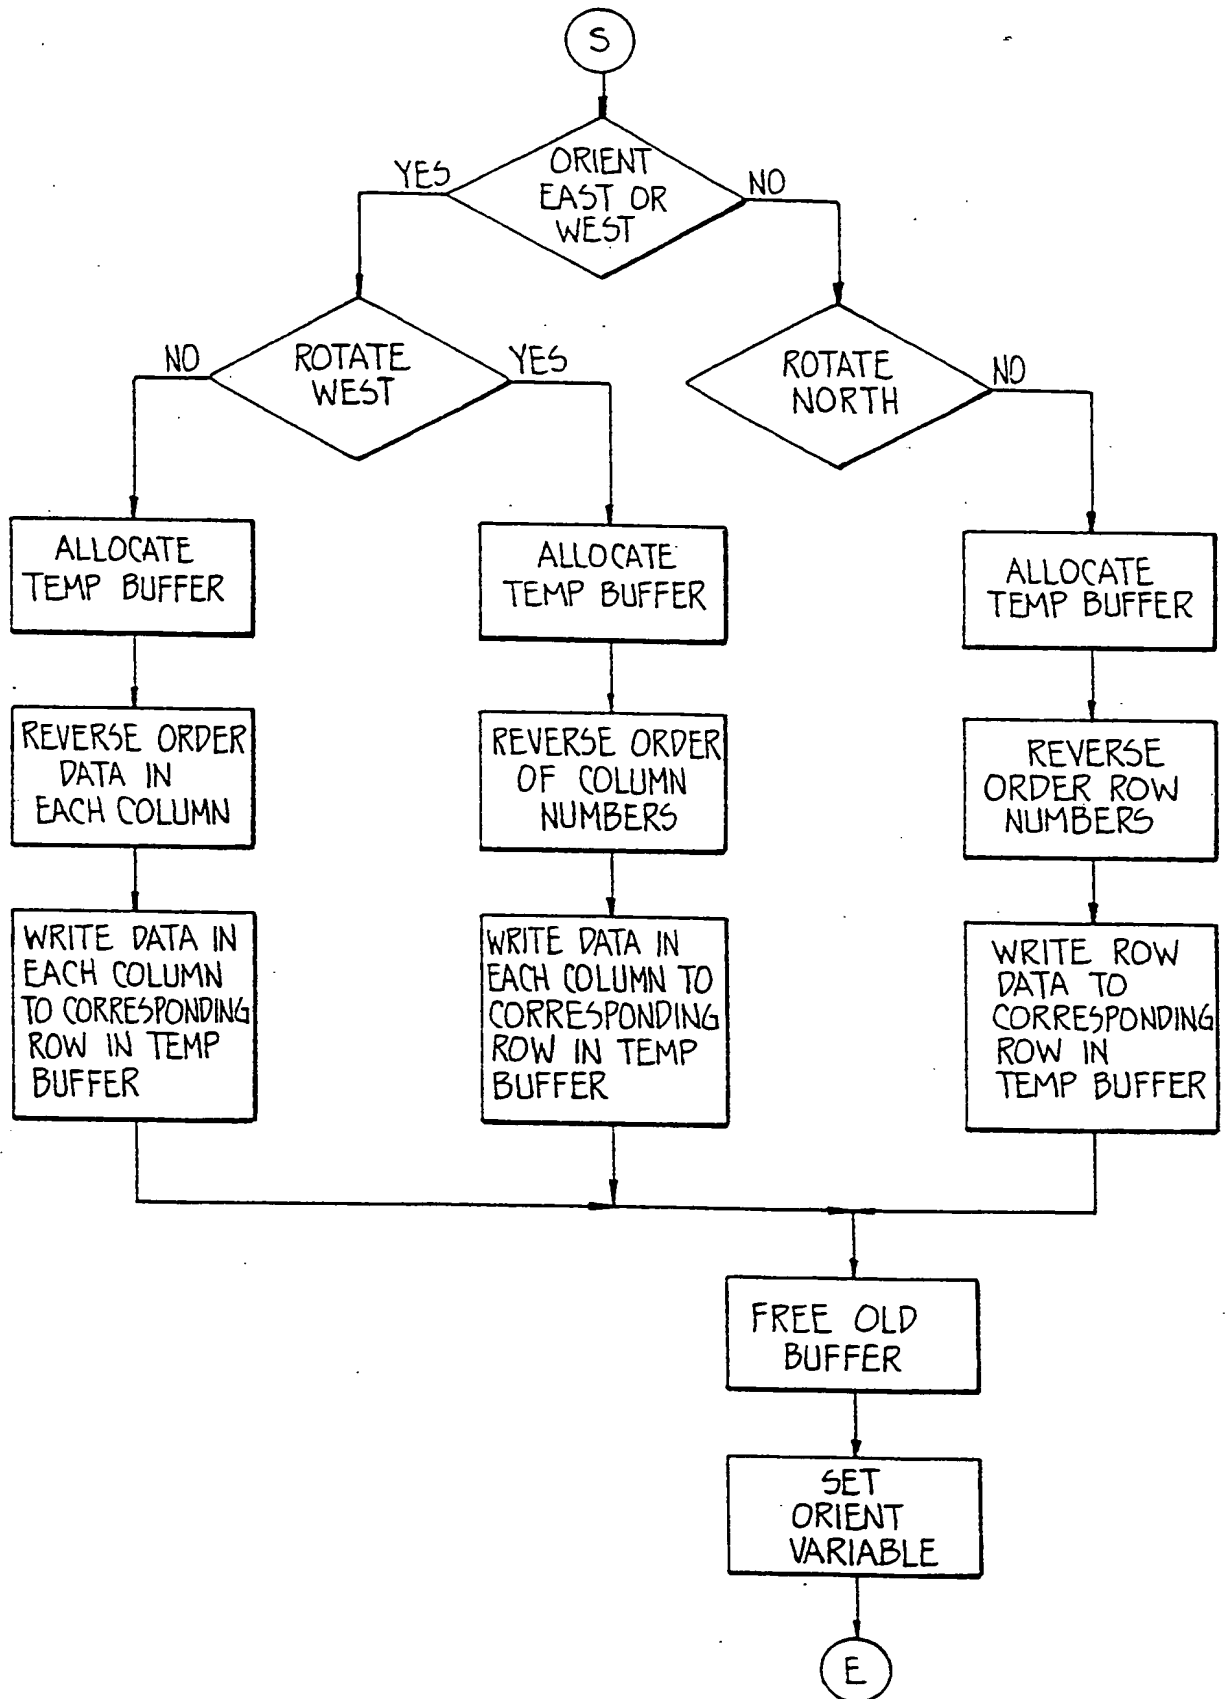 S
ORIENT
EAST OR
WEST
YES
NO
ROTATE
WEST
NO
YES
ROTATE
NORTH
NO
ALLOCATE
TEMP BUFFER
ALLOCATE
TEMP BUFFER
ALLOCATE
TEMP BUFFER
REVERSE ORDER
DATA IN
EACH COLUMN
REVERSE ORDER
OF COLUMN
NUMBERS
REVERSE
ORDER ROW
NUMBERS
WRITE DATA IN
EACH COLUMN
TO CORRESPONDING
ROW IN TEMP
BUFFER
WRITE DATA IN
EACH COLUMN TO
CORRESPONDING
ROW IN TEMP
BUFFER
WRITE ROW
DATA TO
CORRESPONDING
ROW IN
TEMP BUFFER
FREE OLD
BUFFER
SET
ORIENT
VARIABLE
E